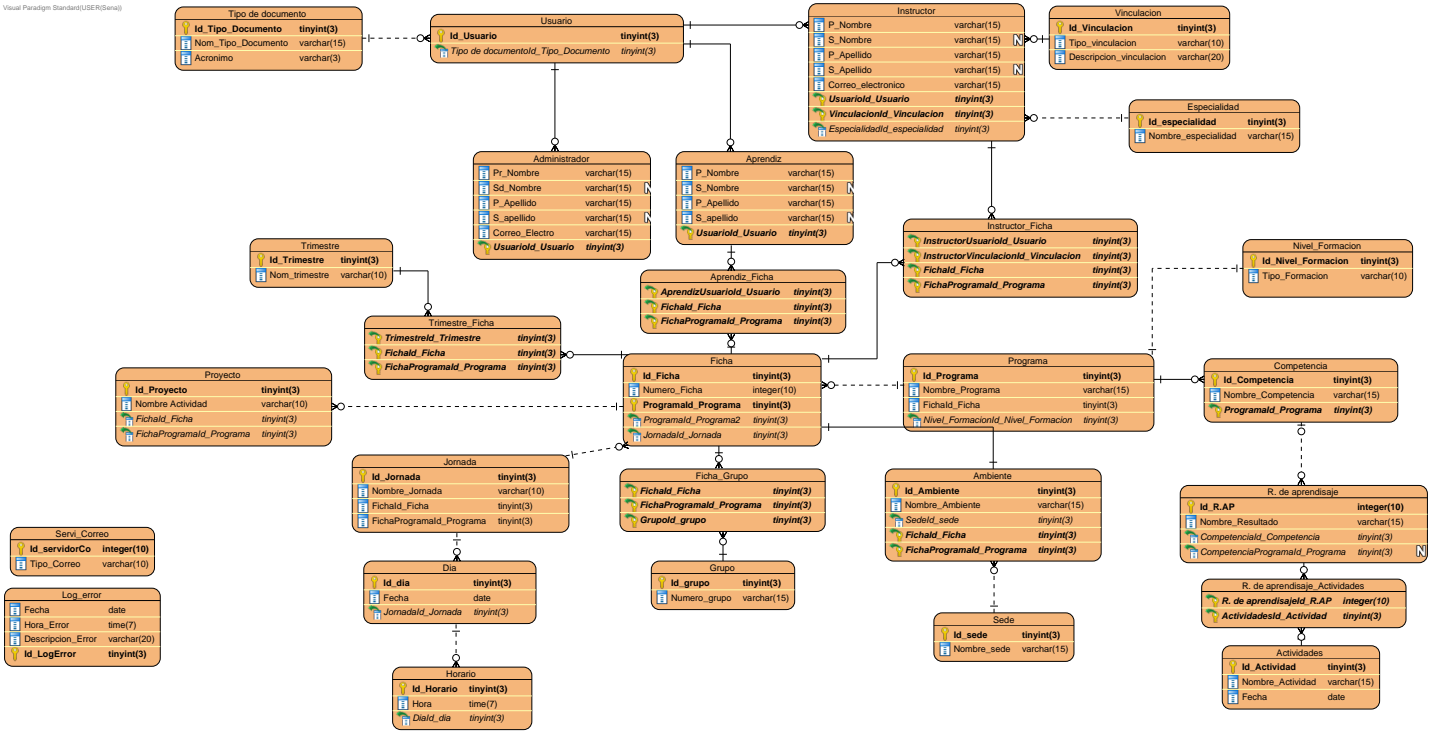 Visual Paradigm Standard(USER(Sena))
Tipo de documento
Id_Tipo_Documento tinyint(3)
Nom_Tipo_Documento varchar(15)
Acronimo varchar(3)
Usuario
Id_Usuario tinyint(3)
Tipo de documentoId_Tipo_Documento tinyint(3)
Instructor
P_Nombre varchar(15)
S_Nombre varchar(15) N
P_Apellido varchar(15)
S_Apellido varchar(15) N
Correo_electronico varchar(15)
UsuarioId_Usuario tinyint(3)
VinculacionId_Vinculacion tinyint(3)
EspecialidadId_especialidad tinyint(3)
Vinculacion
Id_Vinculacion tinyint(3)
Tipo_vinculacion varchar(10)
Descripcion_vinculacion varchar(20)
Especialidad
Id_especialidad tinyint(3)
Nombre_especialidad varchar(15)
Administrador
Pr_Nombre varchar(15)
Sd_Nombre varchar(15) N
P_Apellido varchar(15)
S_apellido varchar(15) N
Correo_Electro varchar(15)
UsuarioId_Usuario tinyint(3)
Aprendiz
P_Nombre varchar(15)
S_Nombre varchar(15) N
P_Apellido varchar(15)
S_apellido varchar(15) N
UsuarioId_Usuario tinyint(3)
Instructor_Ficha
InstructorUsuarioId_Usuario tinyint(3)
InstructorVinculacionId_Vinculacion tinyint(3)
FichaId_Ficha tinyint(3)
FichaProgramaId_Programa tinyint(3)
Trimestre
Id_Trimestre tinyint(3)
Nom_trimestre varchar(10)
Nivel_Formacion
Id_Nivel_Formacion tinyint(3)
Tipo_Formacion varchar(10)
Aprendiz_Ficha
AprendizUsuarioId_Usuario tinyint(3)
FichaId_Ficha tinyint(3)
FichaProgramaId_Programa tinyint(3)
Trimestre_Ficha
TrimestreId_Trimestre tinyint(3)
FichaId_Ficha tinyint(3)
FichaProgramaId_Programa tinyint(3)
Proyecto
Id_Proyecto tinyint(3)
Nombre Actividad varchar(10)
FichaId_Ficha tinyint(3)
FichaProgramaId_Programa tinyint(3)
Ficha
Id_Ficha tinyint(3)
Numero_Ficha integer(10)
ProgramaId_Programa tinyint(3)
ProgramaId_Programa2 tinyint(3)
JornadaId_Jornada tinyint(3)
Programa
Id_Programa tinyint(3)
Nombre_Programa varchar(15)
FichaId_Ficha tinyint(3)
Nivel_FormacionId_Nivel_Formacion tinyint(3)
Competencia
Id_Competencia tinyint(3)
Nombre_Competencia varchar(15)
ProgramaId_Programa tinyint(3)
Jornada
Id_Jornada tinyint(3)
Nombre_Jornada varchar(10)
FichaId_Ficha tinyint(3)
FichaProgramaId_Programa tinyint(3)
Ficha_Grupo
FichaId_Ficha tinyint(3)
FichaProgramaId_Programa tinyint(3)
GrupoId_grupo tinyint(3)
Ambiente
Id_Ambiente tinyint(3)
Nombre_Ambiente varchar(15)
SedeId_sede tinyint(3)
FichaId_Ficha tinyint(3)
FichaProgramaId_Programa tinyint(3)
R. de aprendisaje
Id_R.AP integer(10)
Nombre_Resultado varchar(15)
CompetenciaId_Competencia tinyint(3)
CompetenciaProgramaId_Programa tinyint(3) N
Servi_Correo
Id_servidorCo integer(10)
Tipo_Correo varchar(10)
Dia
Id_dia tinyint(3)
Fecha date
JornadaId_Jornada tinyint(3)
Grupo
Id_grupo tinyint(3)
Numero_grupo varchar(15)
R. de aprendisaje_Actividades
R. de aprendisajeId_R.AP integer(10)
ActividadesId_Actividad tinyint(3)
Log_error
Fecha date
Hora_Error time(7)
Descripcion_Error varchar(20)
Id_LogError tinyint(3)
Sede
Id_sede tinyint(3)
Nombre_sede varchar(15)
Actividades
Id_Actividad tinyint(3)
Nombre_Actividad varchar(15)
Fecha date
Horario
Id_Horario tinyint(3)
Hora time(7)
DiaId_dia tinyint(3)